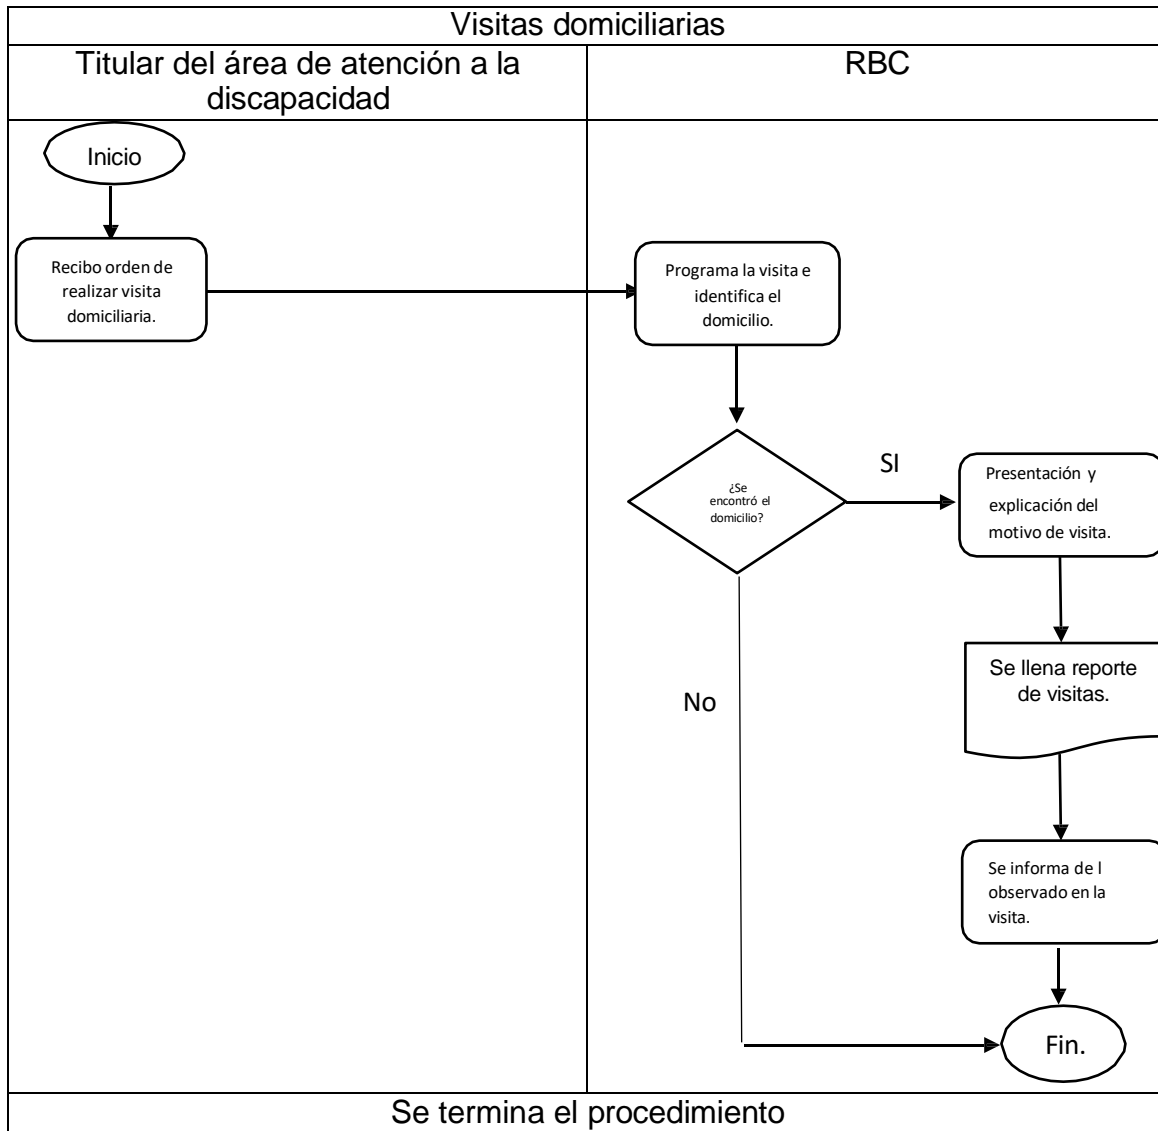 Visitas domiciliarias
Titular del área de atención a la
discapacidad
RBC
Inicio
Recibo orden de
realizar visita
domiciliaria.
Programa la visita e
identifica el
domicilio.
¿Se
encontró el
domicilio?
SI
Presentación y
explicación del
motivo de visita.
No
Se llena reporte
de visitas.
Se informa de l
observado en la
visita.
Fin.
Se termina el procedimiento